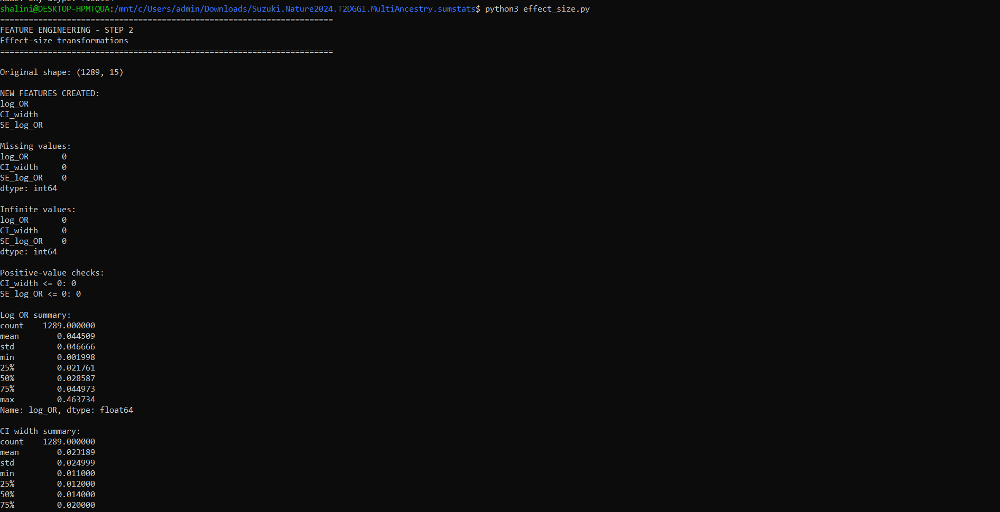 Name: OR, dtype: float64
shalini@DESKTOP-HPMTQUA:/mnt/c/Users/admin/Downloads/Suzuki.Nature2024.T2DGGI.MultiAncestry.sumstats$ python3 effect_size.py
======================================================================
FEATURE ENGINEERING - STEP 2
Effect-size transformations
======================================================================
Original shape: (1289, 15)
NEW FEATURES CREATED:
log_OR
CI_width
SE_log_OR
Missing values:
log_OR       0
CI_width     0
SE_log_OR    0
dtype: int64
Infinite values:
log_OR       0
CI_width     0
SE_log_OR    0
dtype: int64
Positive-value checks:
CI_width <= 0: 0
SE_log_OR <= 0: 0
Log OR summary:
count    1289.000000
mean        0.044509
std         0.046666
min         0.001998
25%         0.021761
50%         0.028587
75%         0.044973
max         0.463734
Name: log_OR, dtype: float64
CI width summary:
count    1289.000000
mean        0.023189
std         0.024999
min         0.011000
25%         0.012000
50%         0.014000
75%         0.020000